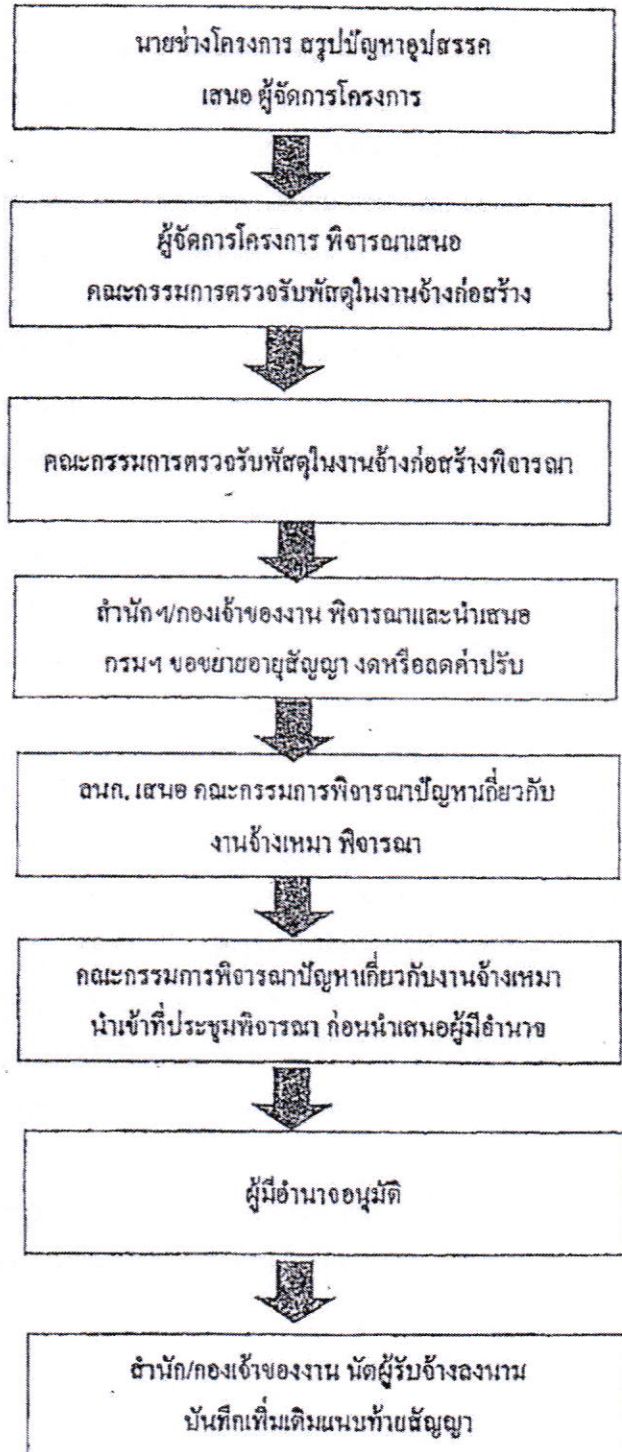 นายช่างโครงการ สรุปปัญหาอุปสรรค
เสนอ ผู้จัดการโครงการ
ผู้จัดการโครงการ พิจารณาเสนอ
คณะกรรมการตรวจรับพัสดุในงานจ้างก่อสร้าง
คณะกรรมการตรวจรับพัสดุในงานจ้างก่อสร้างพิจารณา
สำนักฯ/กองเจ้าของงาน พิจารณาและนำเสนอ
กรมฯ ขอขยายอายุสัญญา งดหรือลดค่าปรับ
ลนก. เสนอ คณะกรรมการพิจารณาปัญหาเกี่ยวกับ
งานจ้างเหมา พิจารณา
คณะกรรมการพิจารณาปัญหาเกี่ยวกับงานจ้างเหมา
นำเข้าที่ประชุมพิจารณา ก่อนนำเสนอผู้มีอำนาจ
ผู้มีอำนาจอนุมัติ
สำนัก/กองเจ้าของงาน นัดผู้รับจ้างลงนาม
บันทึกเพิ่มเติมแนบท้ายสัญญา